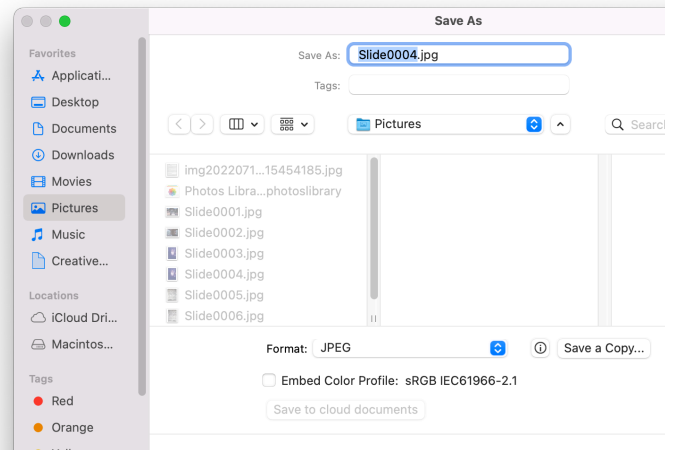 Save As
Favorites
Applicati...
Desktop
Documents
Downloads
Movies
Pictures
Music
Creative...
Locations
iCloud Dri...
Macintos...
Tags
Red
Orange
Save As: Slide0004.jpg
Tags:
Pictures
Search
img2022071...15454185.jpg
Photos Libra...photoslibrary
Slide0001.jpg
Slide0002.jpg
Slide0003.jpg
Slide0004.jpg
Slide0005.jpg
Slide0006.jpg
Format: JPEG
Save a Copy...
Embed Color Profile: sRGB IEC61966-2.1
Save to cloud documents